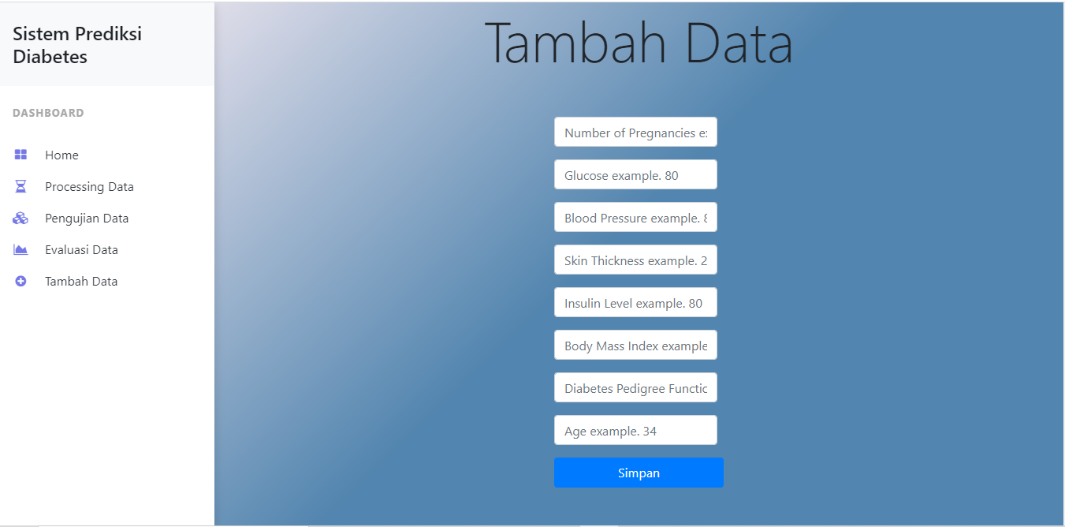 Sistem Prediksi
Diabetes
DASHBOARD
Home
Processing Data
Pengujian Data
Evaluasi Data
Tambah Data
Tambah Data
Number of Pregnancies
Glucose example. 80
Blood Pressure example.
Skin Thickness example. 2
Insulin Level example. 80
Body Mass Index example
Diabetes Pedigree
Age example. 34
Simpan